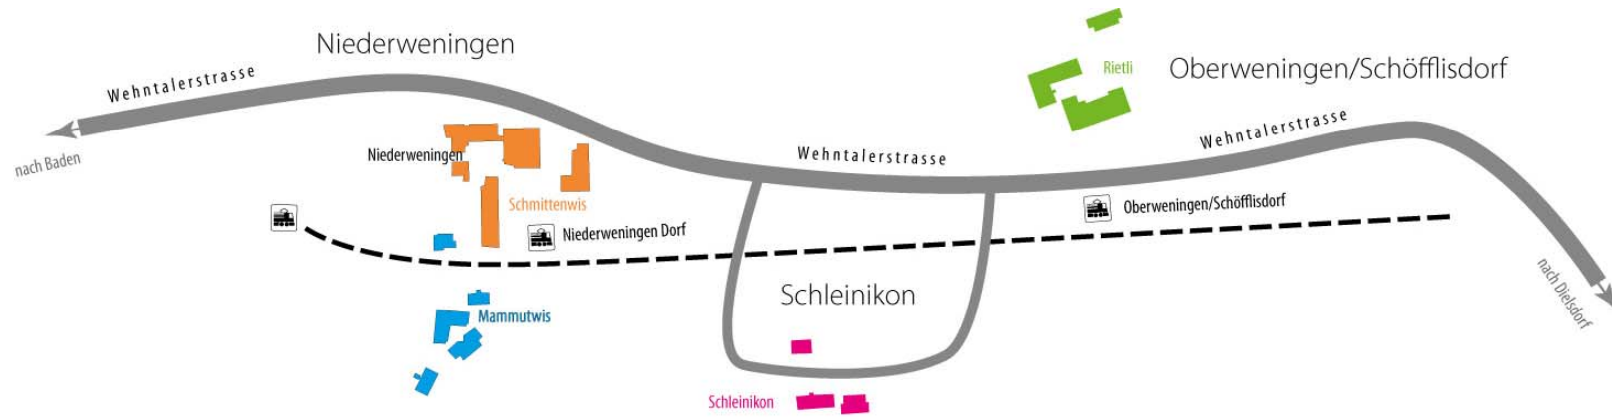 Niederweningen
Wehntalerstrasse
nach Baden
Niederweningen
Schmittenwis
Niederweningen Dorf
Mammutwis
Wehntalerstrasse
Schleinikon
Schleinikon
Rietli
Oberweningen/Schöfflisdorf
Wehntalerstrasse
Oberweningen/Schöfflisdorf
nach Dielsdorf